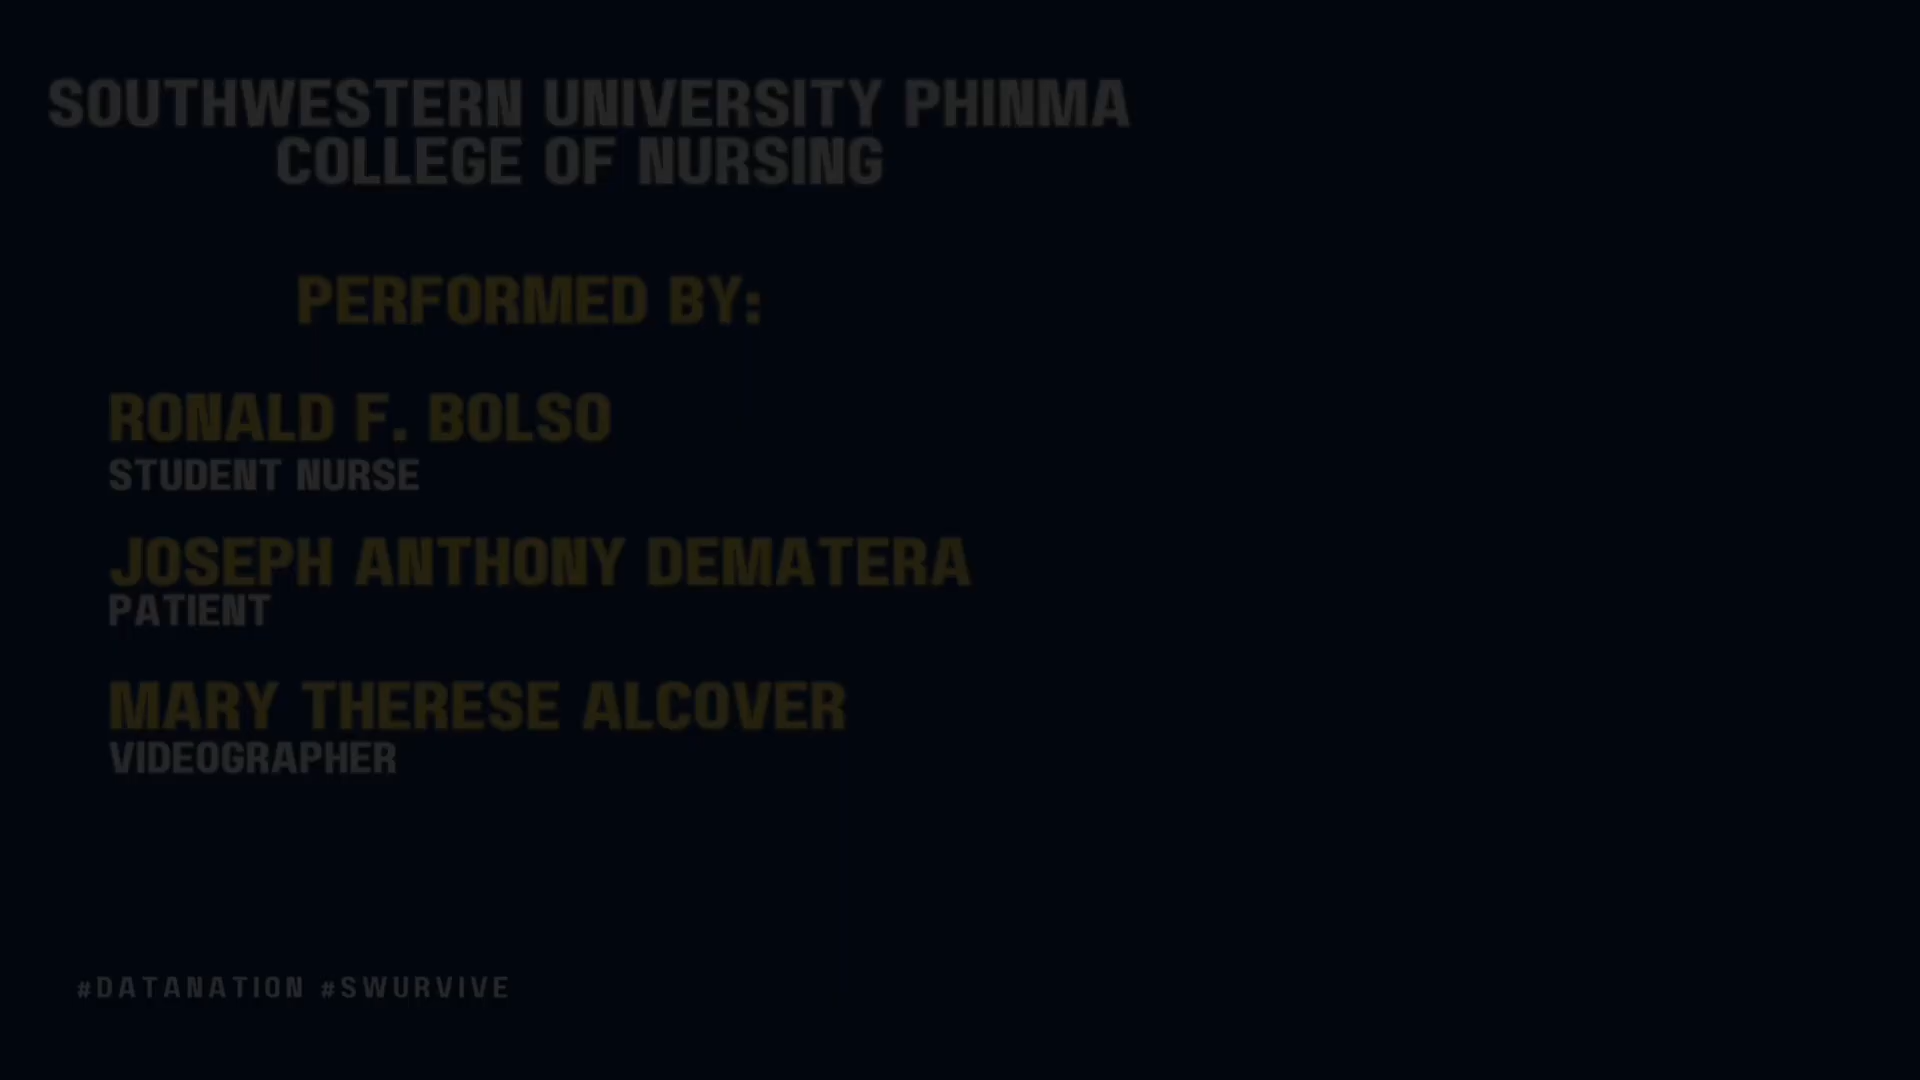 SOUTHWESTERN UNIVERSITY PHINMA
COLLEGE OF NURSING
PERFORMED BY:
RONALD F. BOLSO
STUDENT NURSE
JOSEPH ANTHONY DEMATERA
PATIENT
MARY THERESE ALCOVER
VIDEOGRAPHER
#DATANATION #SWURVIVE